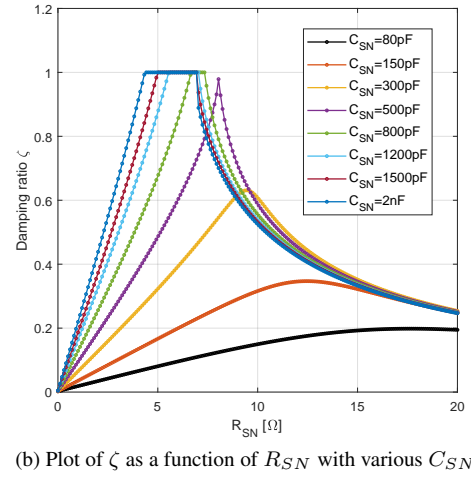 1.2
1
0.8
0.6
0.4
0.2
0
Damping ratio ζ
C_SN=80pF
C_SN=150pF
C_SN=300pF
C_SN=500pF
C_SN=800pF
C_SN=1200pF
C_SN=1500pF
C_SN=2nF
0 5 10 15 20
R_SN [Ω]
(b) Plot of ζ as a function of R_SN with various C_SN